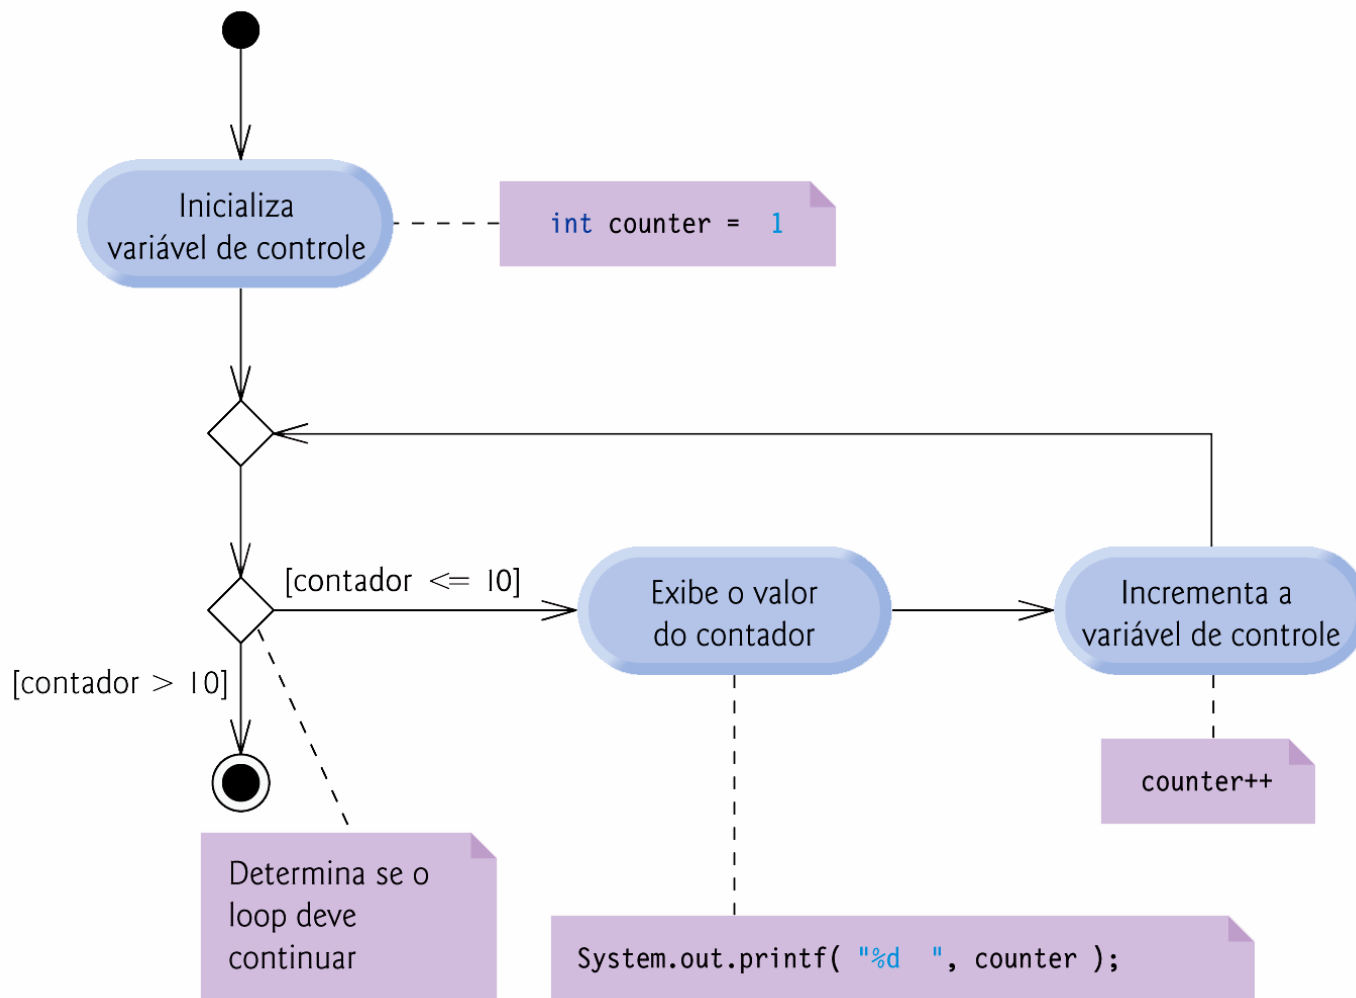 Inicializa
variável de controle
int counter = 1
[contador <= 10]
Exibe o valor
do contador
Incrementa a
variável de controle
[contador > 10]
counter++
Determina se o
loop deve
continuar
System.out.printf( "%d  ", counter );